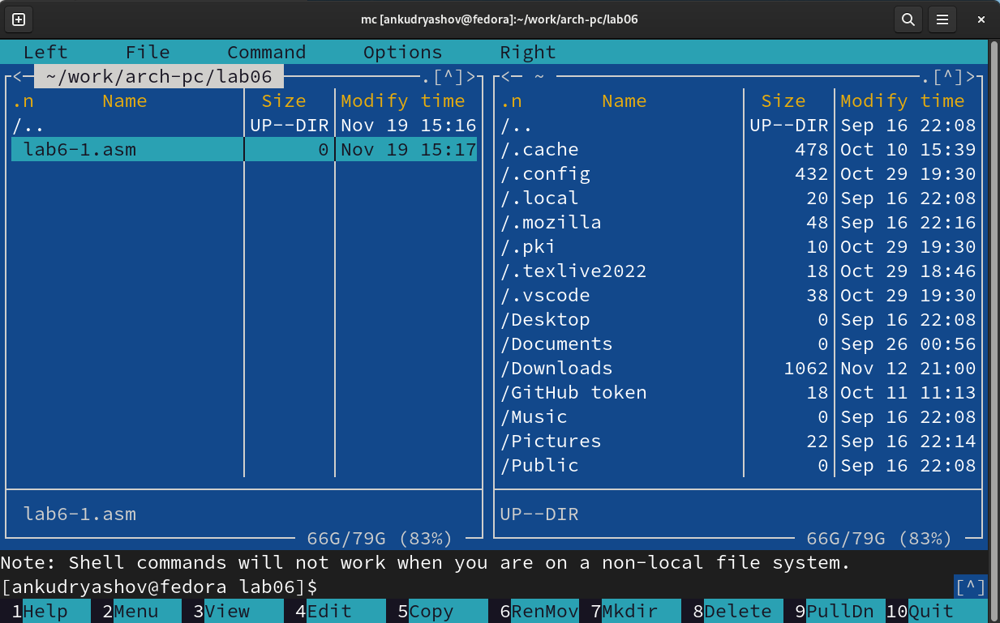 mc [ankudryashov@fedora]:~/work/arch-pc/lab06
Left File Command Options Right
<─ ~/work/arch-pc/lab06 ─.[^]>
.n Name Size Modify time
/.. UP--DIR Nov 19 15:16
lab6-1.asm 0 Nov 19 15:17
lab6-1.asm
66G/79G (83%)
<─ ~ ─.[^]>
.n Name Size Modify time
/.. UP--DIR Sep 16 22:08
/.cache 478 Oct 10 15:39
/.config 432 Oct 29 19:30
/.local 20 Sep 16 22:08
/.mozilla 48 Sep 16 22:16
/.pki 10 Oct 29 19:30
/.texlive2022 18 Oct 29 18:46
/.vscode 38 Oct 29 19:30
/Desktop 0 Sep 16 22:08
/Documents 0 Sep 26 00:56
/Downloads 1062 Nov 12 21:00
/GitHub token 18 Oct 11 11:13
/Music 0 Sep 16 22:08
/Pictures 22 Sep 16 22:14
/Public 0 Sep 16 22:08
UP--DIR
66G/79G (83%)
Note: Shell commands will not work when you are on a non-local file system.
[ankudryashov@fedora lab06]$ [^]
1Help 2Menu 3View 4Edit 5Copy 6RenMov 7Mkdir 8Delete 9PullDn 10Quit